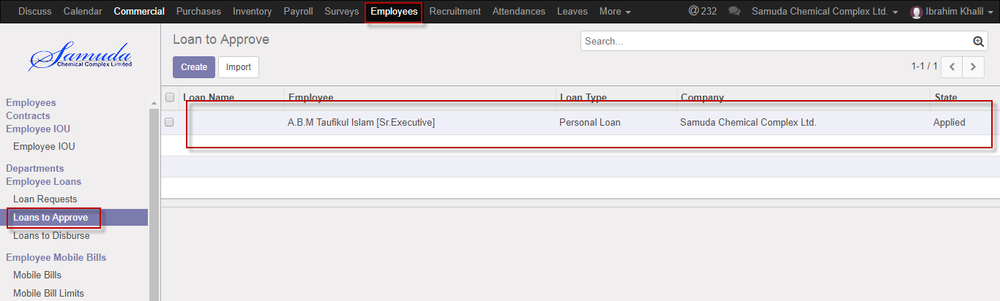 Discuss Calendar Commercial Purchases Inventory Payroll Surveys Employees Recruitment Attendances Leaves More @ 232 Samuda Chemical Complex Ltd. Ibrahim Khalil
Samuda
Chemical Complex Limited
Loan to Approve
Search...
Create Import
1-1 / 1
Employees
Contracts
Employee IOU
Employee IOU
Departments
Employee Loans
Loan Requests
Loans to Approve
Loans to Disburse
Employee Mobile Bills
Mobile Bills
Mobile Bill Limits
Loan Name Employee Loan Type Company State
A.B.M Taufikul Islam [Sr.Executive] Personal Loan Samuda Chemical Complex Ltd. Applied